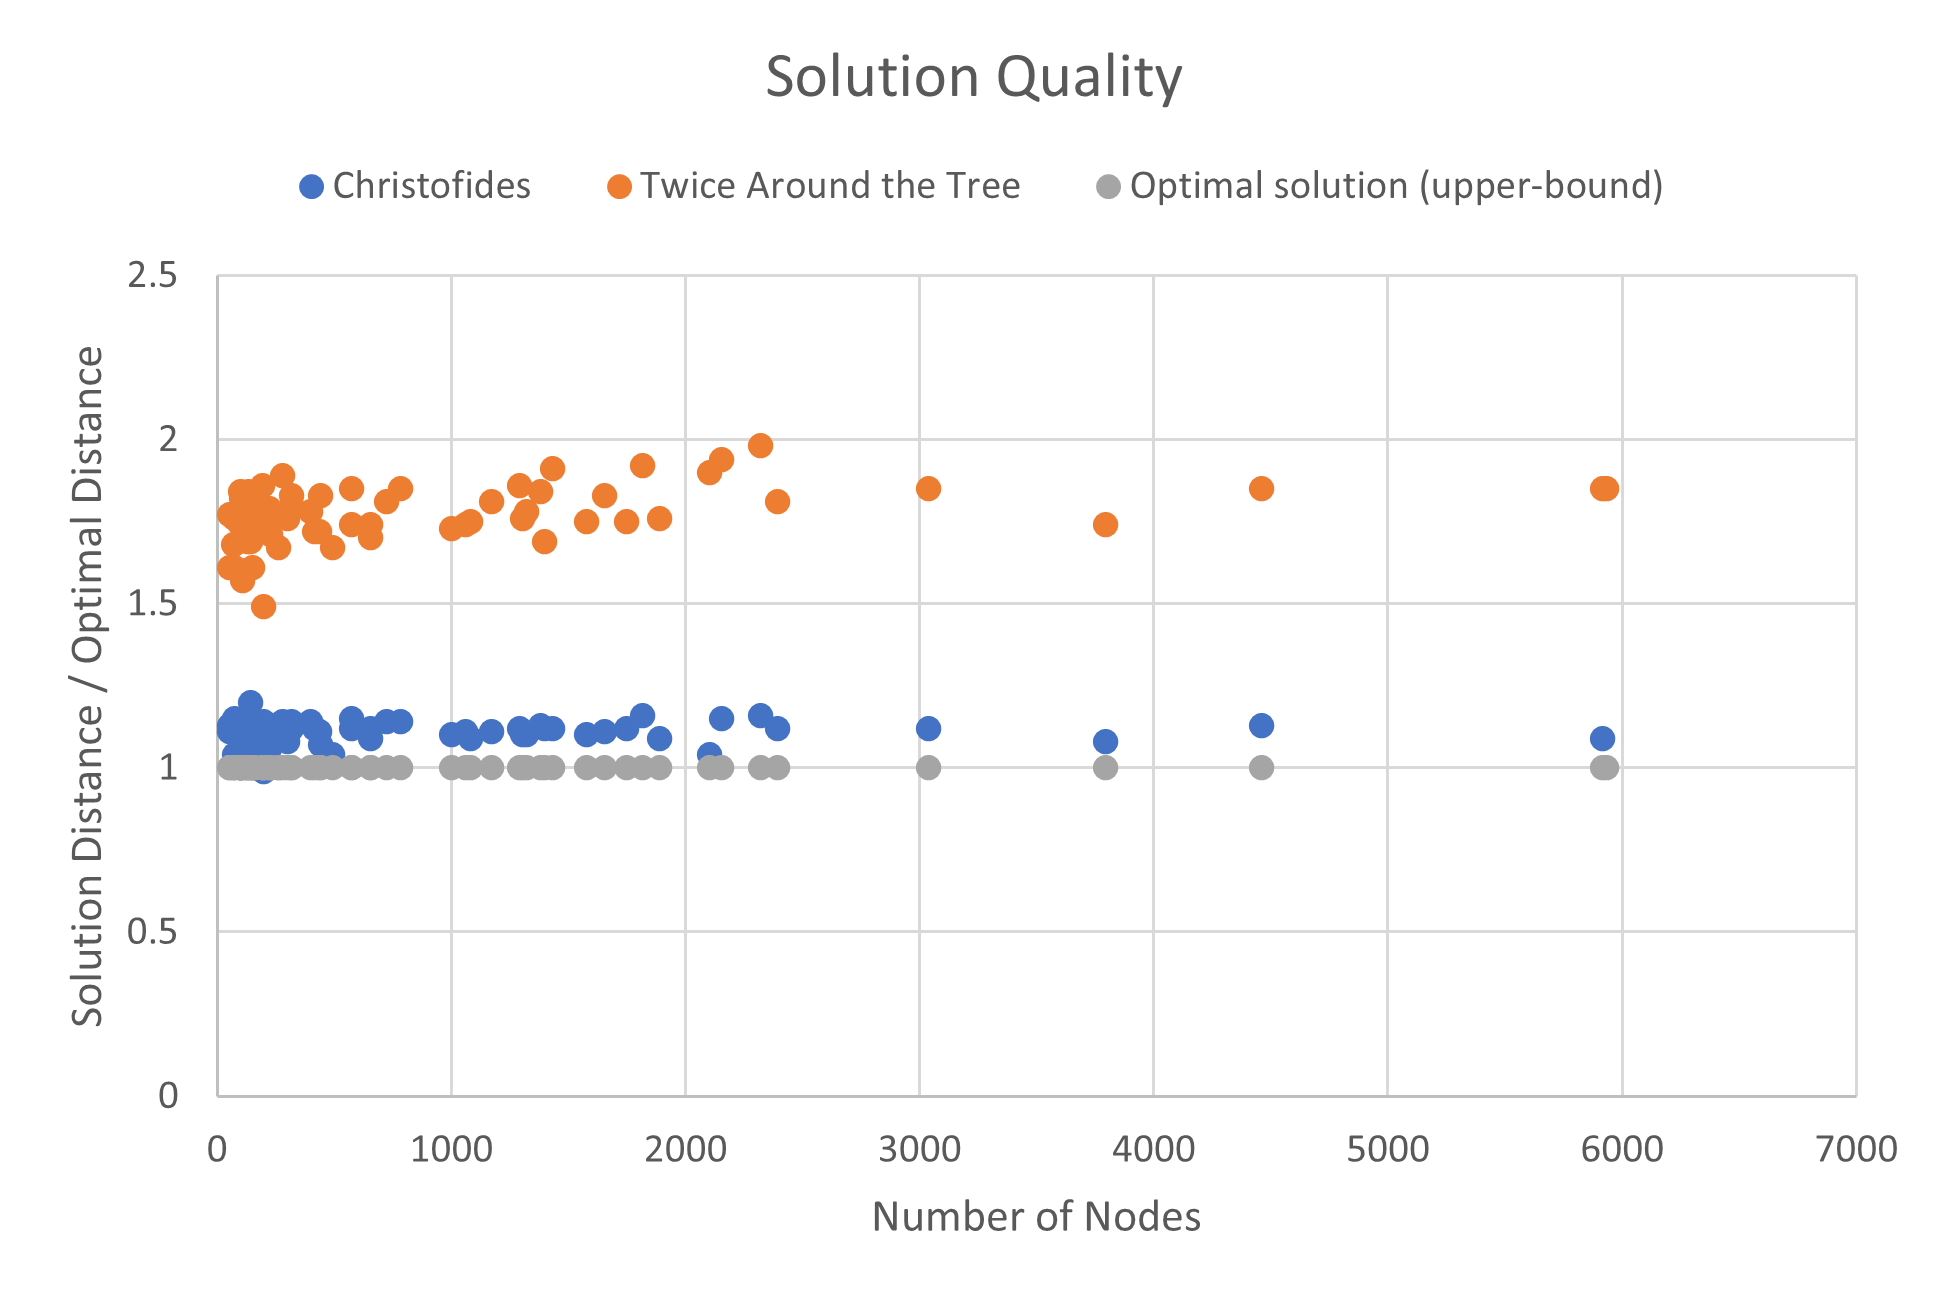 Solution Quality
Christofides Twice Around the Tree Optimal solution (upper-bound)
2.5
2
1.5
1
0.5
0
Solution Distance / Optimal Distance
0 1000 2000 3000 4000 5000 6000 7000
Number of Nodes